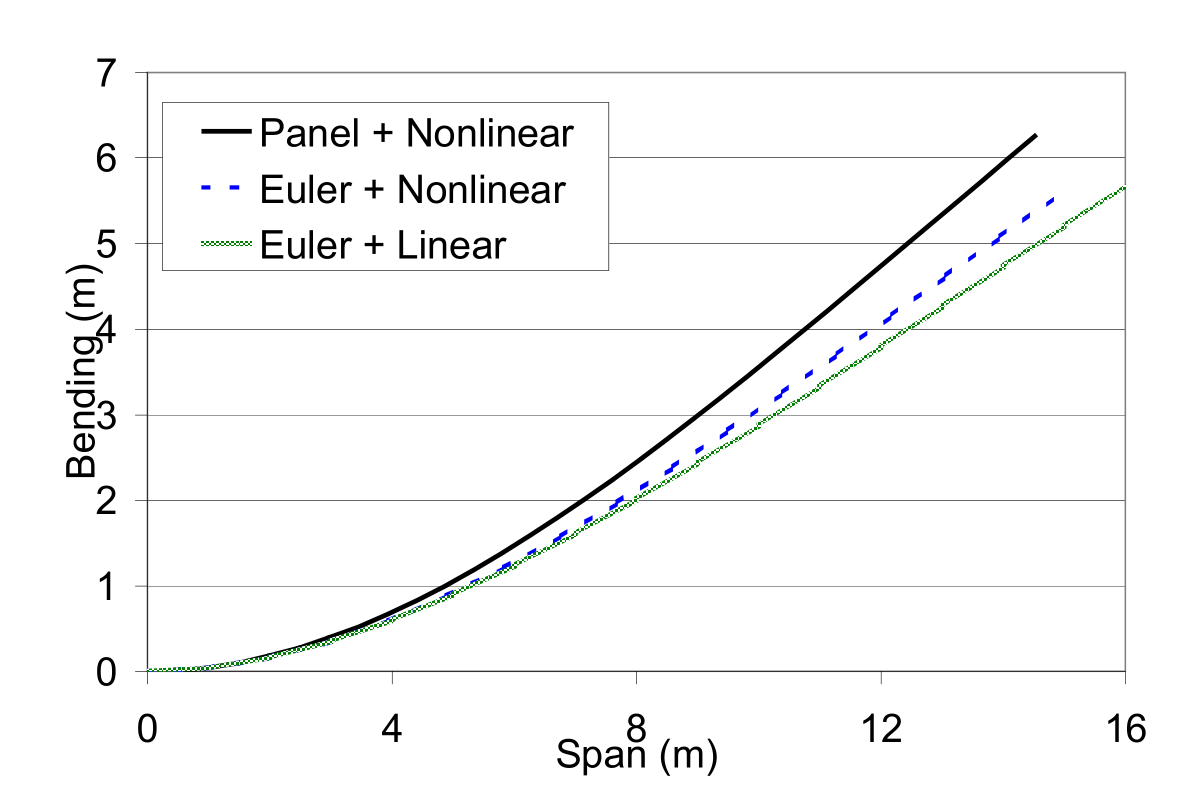 7
6
5
4
3
2
1
0
Bending (m)
Panel + Nonlinear
Euler + Nonlinear
Euler + Linear
0 4 8 12 16
Span (m)